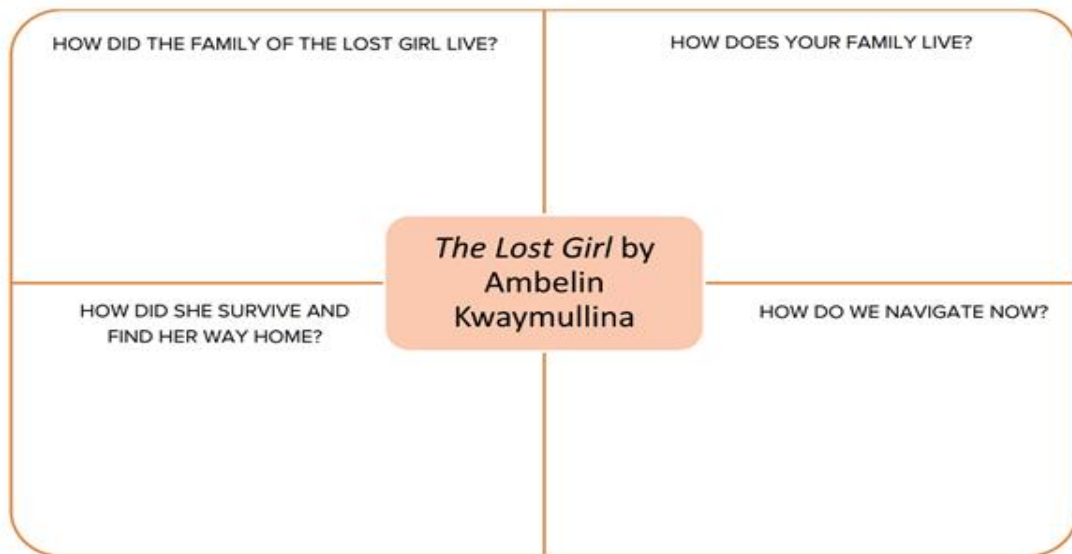 HOW DID THE FAMILY OF THE LOST GIRL LIVE?
HOW DOES YOUR FAMILY LIVE?
The Lost Girl by
Ambelin
Kwaymullina
HOW DID SHE SURVIVE AND
FIND HER WAY HOME?
HOW DO WE NAVIGATE NOW?